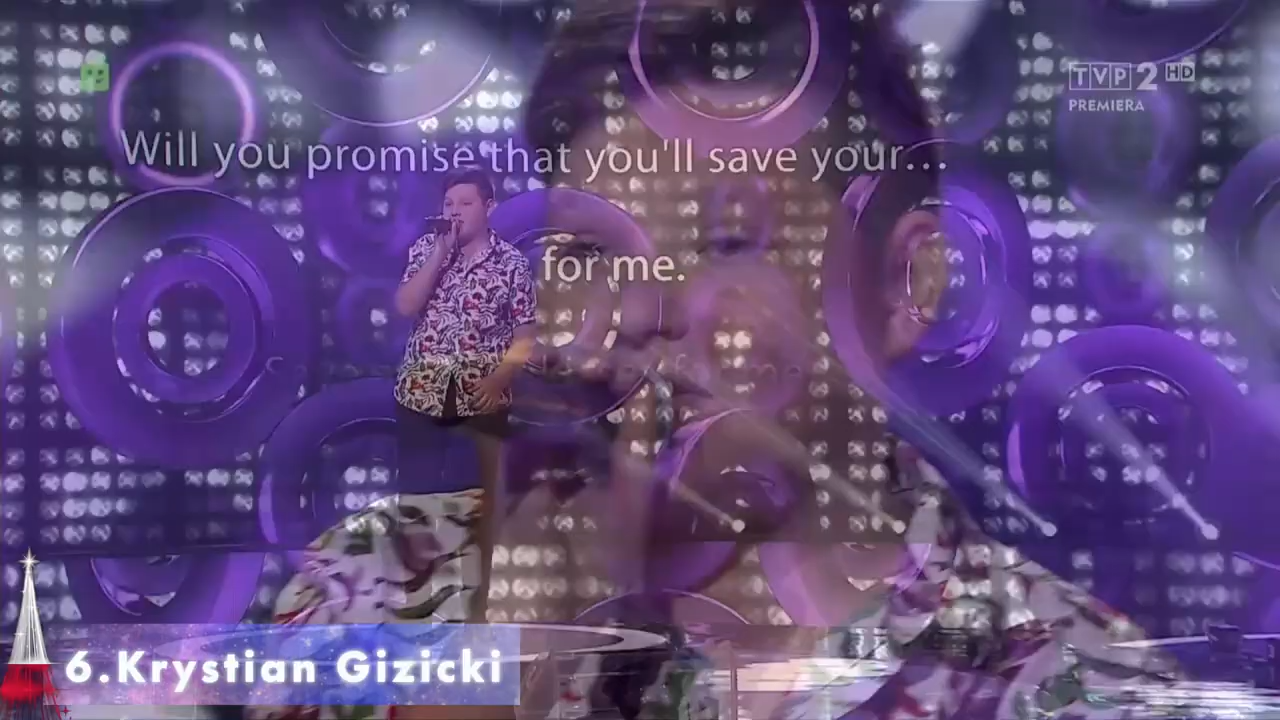 TVP2 HD
PREMIERA
Will you promise that you'll save your...
for me.
6.Krystian Gizicki